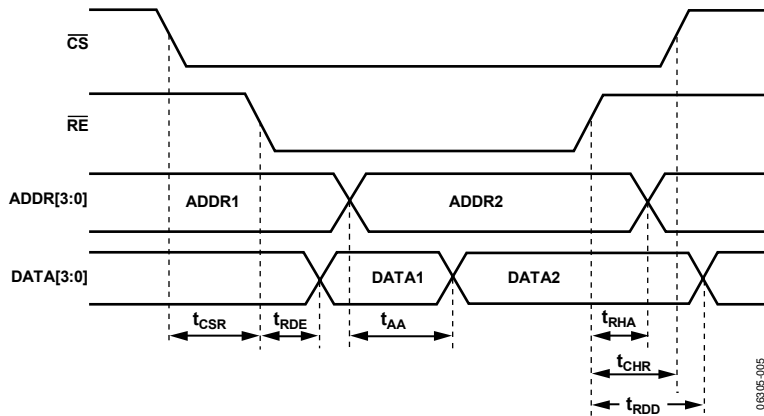 CS
RE
ADDR[3:0] ADDR1 ADDR2
DATA[3:0] DATA1 DATA2
tCSR tRDE tAA tRHA
tCHR
tRDD
06305-005